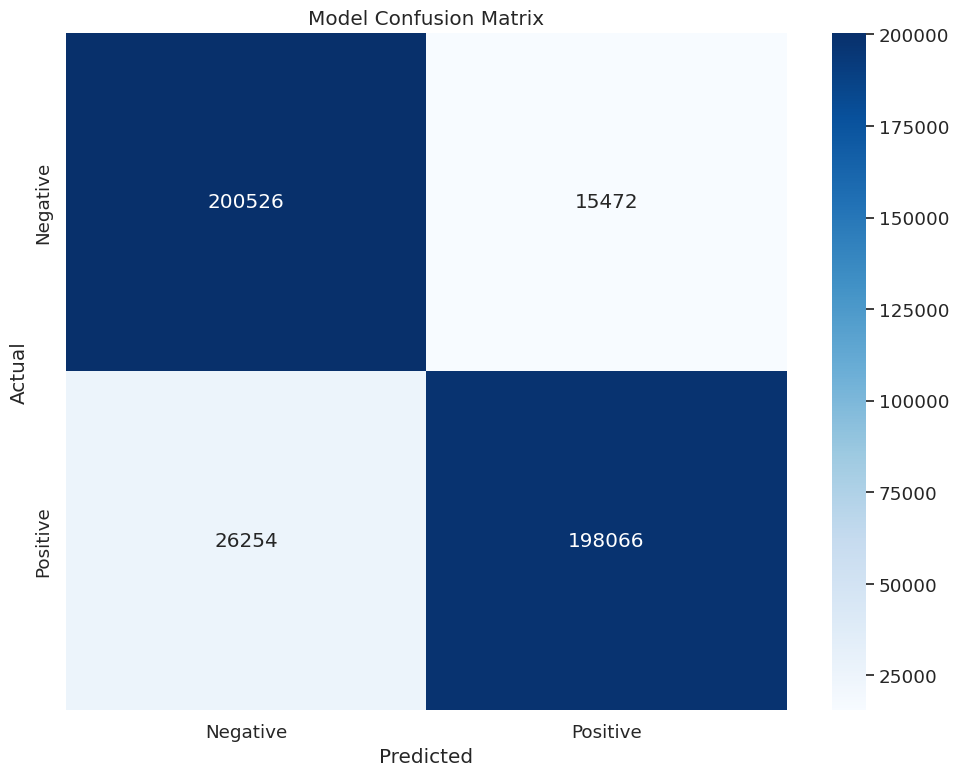 Model Confusion Matrix
Actual
Negative
Positive
200526
15472
26254
198066
Negative
Positive
Predicted
200000
175000
150000
125000
100000
75000
50000
25000